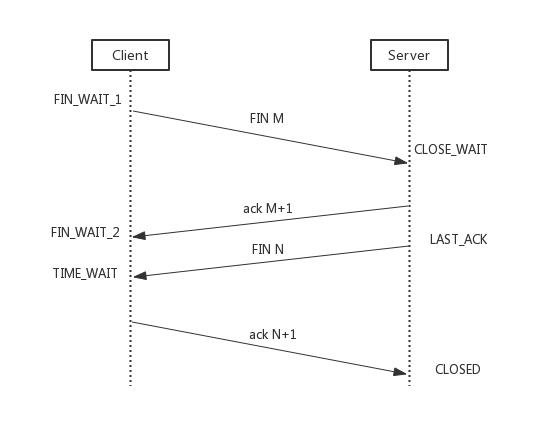 Client
Server
FIN_WAIT_1
FIN M
CLOSE_WAIT
ack M+1
FIN_WAIT_2
LAST_ACK
FIN N
TIME_WAIT
ack N+1
CLOSED